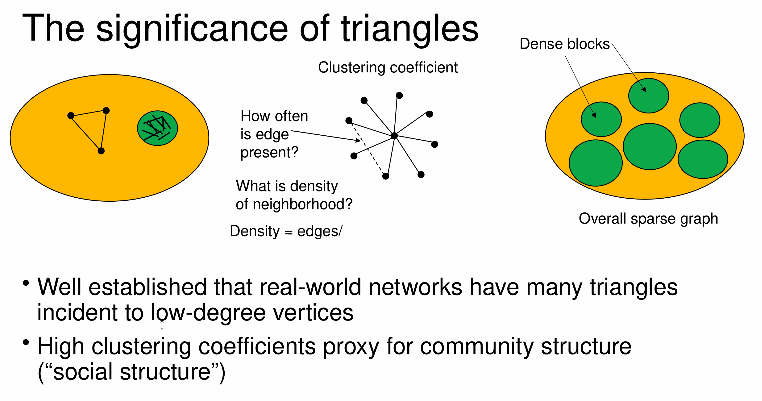 The significance of triangles
Dense blocks
Clustering coefficient
How often
is edge
present?
What is density
of neighborhood?
Density = edges/
Overall sparse graph
• Well established that real-world networks have many triangles
incident to low-degree vertices
• High clustering coefficients proxy for community structure
(“social structure”)